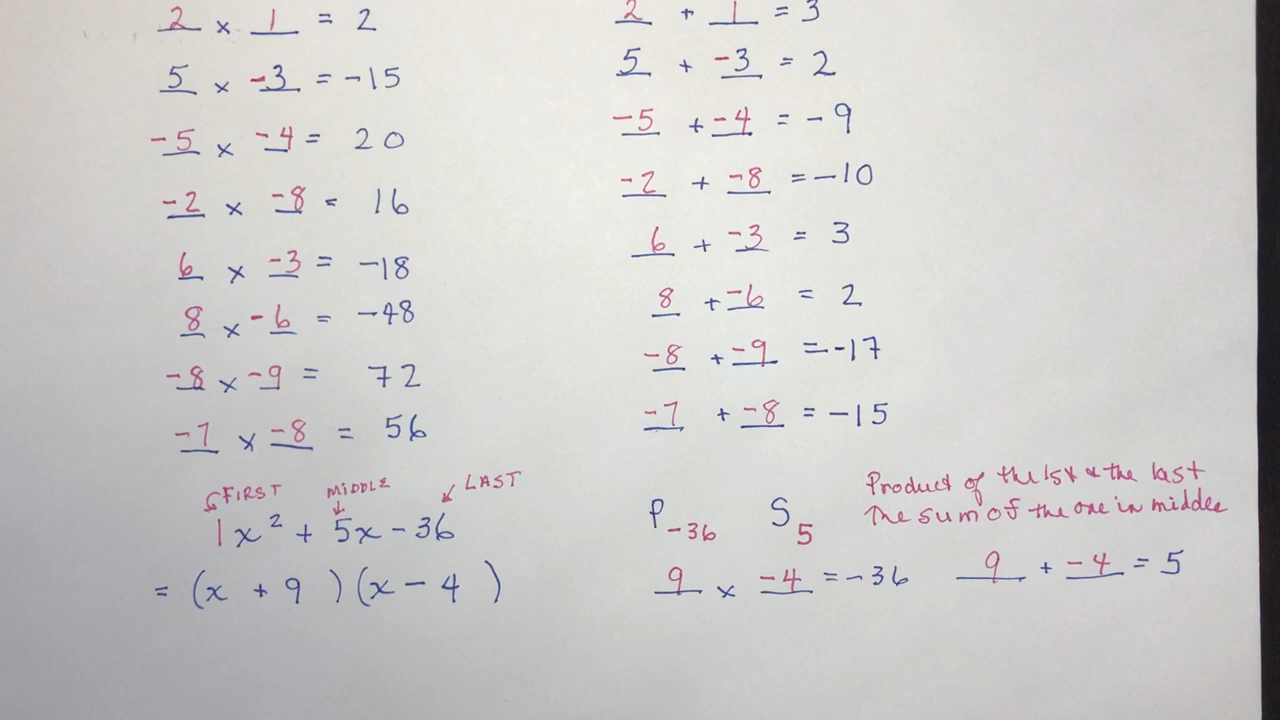 2 × 1 = 2    2 + 1 = 3
5 × -3 = -15    5 + -3 = 2
-5 × -4 = 20    -5 + -4 = -9
-2 × -8 = 16    -2 + -8 = -10
6 × -3 = -18    6 + -3 = 3
8 × -6 = -48    8 + -6 = 2
-8 × -9 = 72    -8 + -9 = -17
-7 × -8 = 56    -7 + -8 = -15
FIRST MIDDLE LAST
1x² + 5x - 36    P₋₃₆ S₅    Product of the 1st & the last
The sum of the one in middle
= (x + 9)(x - 4)    9 × -4 = -36    9 + -4 = 5